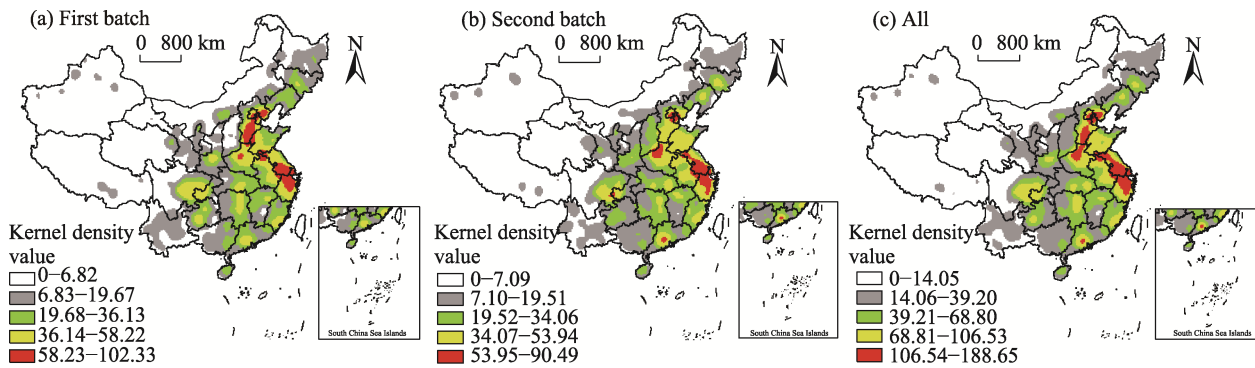 (a) First batch
0 800 km
N
Kernel density
value
0−6.82
6.83−19.67
19.68−36.13
36.14−58.22
58.23−102.33
South China Sea Islands
(b) Second batch
0 800 km
N
Kernel density
value
0−7.09
7.10−19.51
19.52−34.06
34.07−53.94
53.95−90.49
South China Sea Islands
(c) All
0 800 km
N
Kernel density
value
0−14.05
14.06−39.20
39.21−68.80
68.81−106.53
106.54−188.65
South China Sea Islands